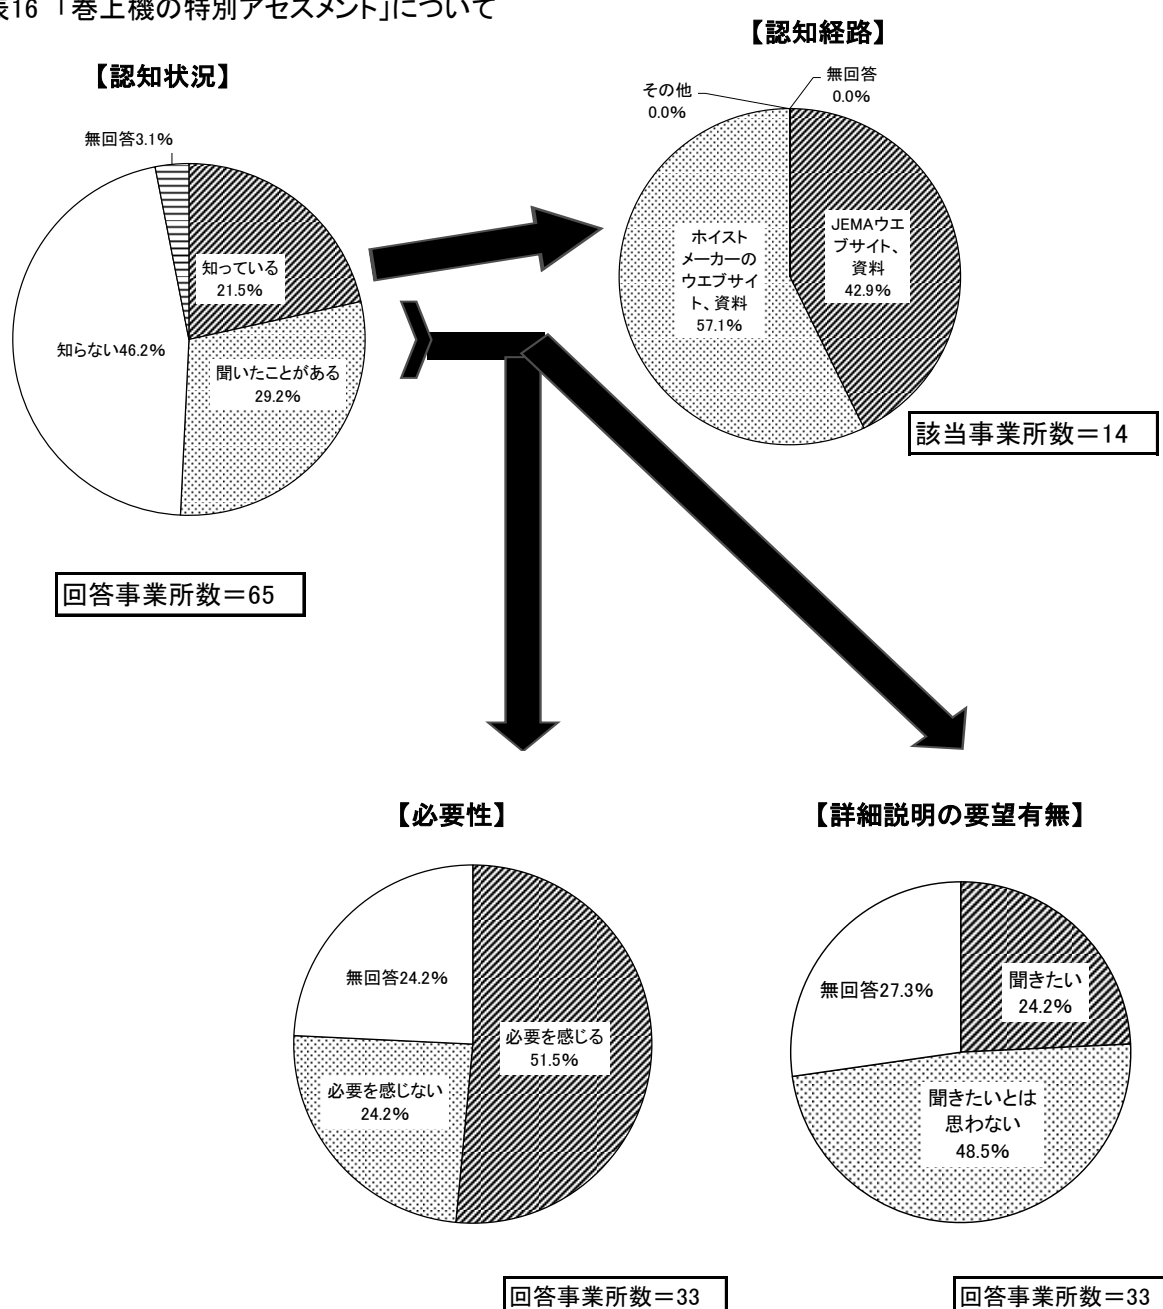 表16 「巻上機の特別アセスメント」について
【認知経路】
【認知状況】
無回答
0.0%
その他
0.0%
無回答3.1%
知っている
21.5%
知らない46.2%
聞いたことがある
29.2%
ホイスト
メーカーの
ウエブサイ
ト、資料
57.1%
JEMAウエ
ブサイト、
資料
42.9%
該当事業所数＝14
回答事業所数＝65
【必要性】
【詳細説明の要望有無】
無回答24.2%
必要を感じる
51.5%
必要を感じない
24.2%
無回答27.3%
聞きたい
24.2%
聞きたいとは
思わない
48.5%
回答事業所数＝33
回答事業所数＝33